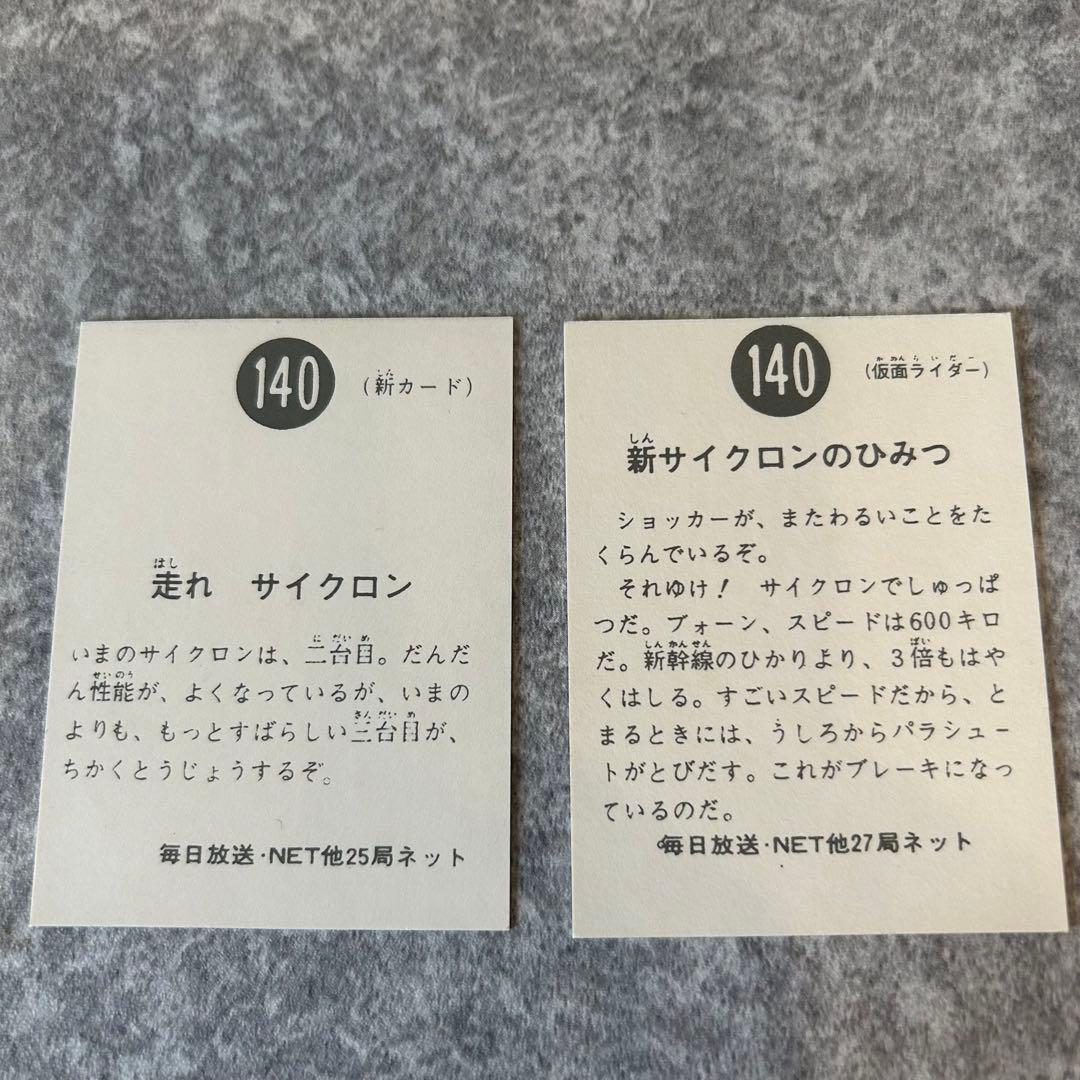 140
(新カード)
走れ サイクロン
いまのサイクロンは、二台目。だんだ
ん性能が、よくなっているが、いまの
よりも、もっとすばらしい三台目が、
ちかくとうじょうするぞ。
毎日放送・NET他25局ネット
140
(仮面ライダー)
新サイクロンのひみつ
ショッカーが、またわるいことをた
くらんでいるぞ。
それゆけ! サイクロンでしゅっぱ
つだ。ブォーン、スピードは600キロ
だ。新幹線のひかりより、3倍もはや
くはしる。すごいスピードだから、と
まるときには、うしろからパラシュー
トがとびだす。これがブレーキになっ
ているのだ。
毎日放送・NET他27局ネット